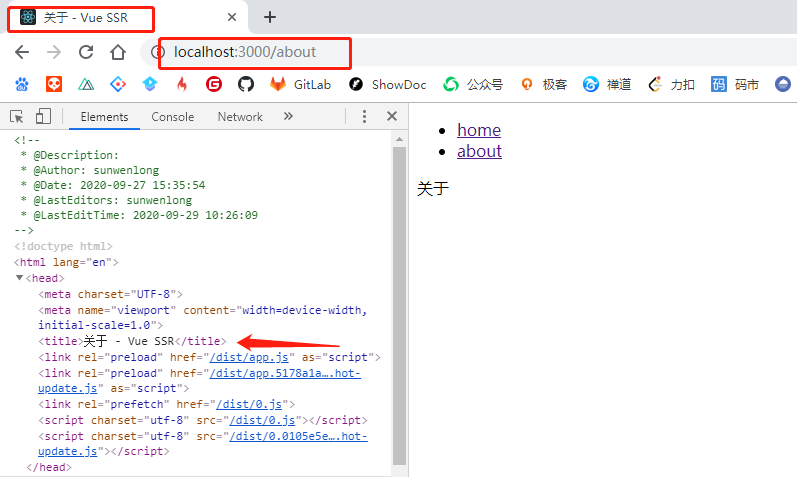 关于 - Vue SSR
localhost:3000/about
GitLab
ShowDoc
公众号
极客
禅道
力扣
码市
Elements
Console
Network
<!--
* @Description:
* @Author: sunwenlong
* @Date: 2020-09-27 15:35:54
* @LastEditors: sunwenlong
* @LastEditTime: 2020-09-29 10:26:09
-->
<!doctype html>
<html lang="en">
<head>
<meta charset="UTF-8">
<meta name="viewport" content="width=device-width,
initial-scale=1.0">
<title>关于 - Vue SSR</title>
<link rel="preload" href="/dist/app.js" as="script">
<link rel="preload" href="/dist/app.5178a1a….hot-
update.js" as="script">
<link rel="prefetch" href="/dist/0.js">
<script charset="utf-8" src="/dist/0.js"></script>
<script charset="utf-8" src="/dist/0.0105e5e….hot-
update.js"></script>
</head>
home
about
关于